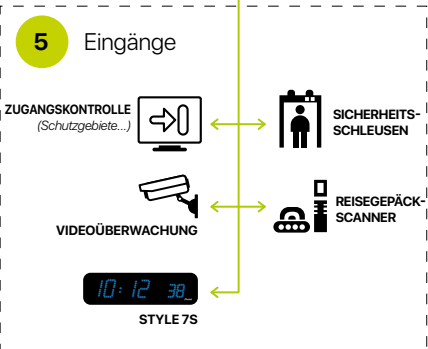 5 Eingänge
ZUGANGSKONTROLLE
(Schutzgebiete...)
SICHERHEITS-
SCHLEUSEN
VIDEOÜBERWACHUNG
REISEGEPÄCK-
SCANNER
10:12 38
STYLE 7S